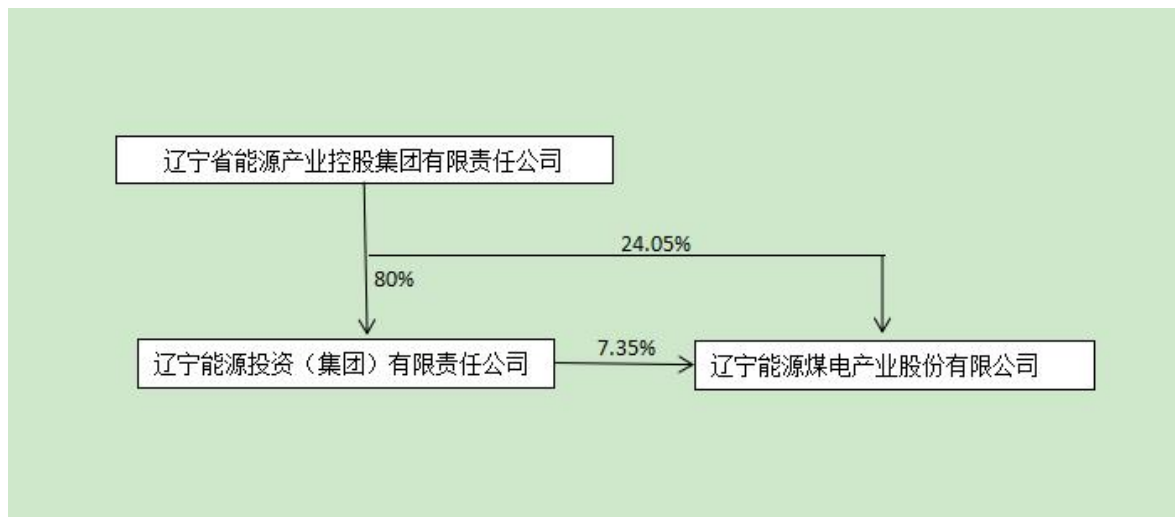 辽宁省能源产业控股集团有限责任公司
24.05%
80%
辽宁能源投资（集团）有限责任公司
7.35%
辽宁能源煤电产业股份有限公司